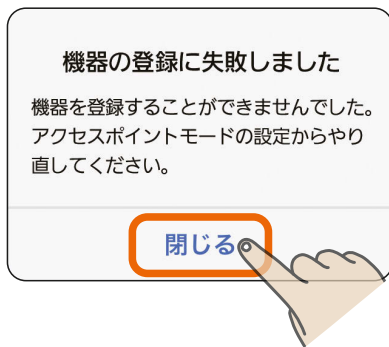 機器の登録に失敗しました
機器を登録することができませんでした。
アクセスポイントモードの設定からやり
直してください。
閉じる